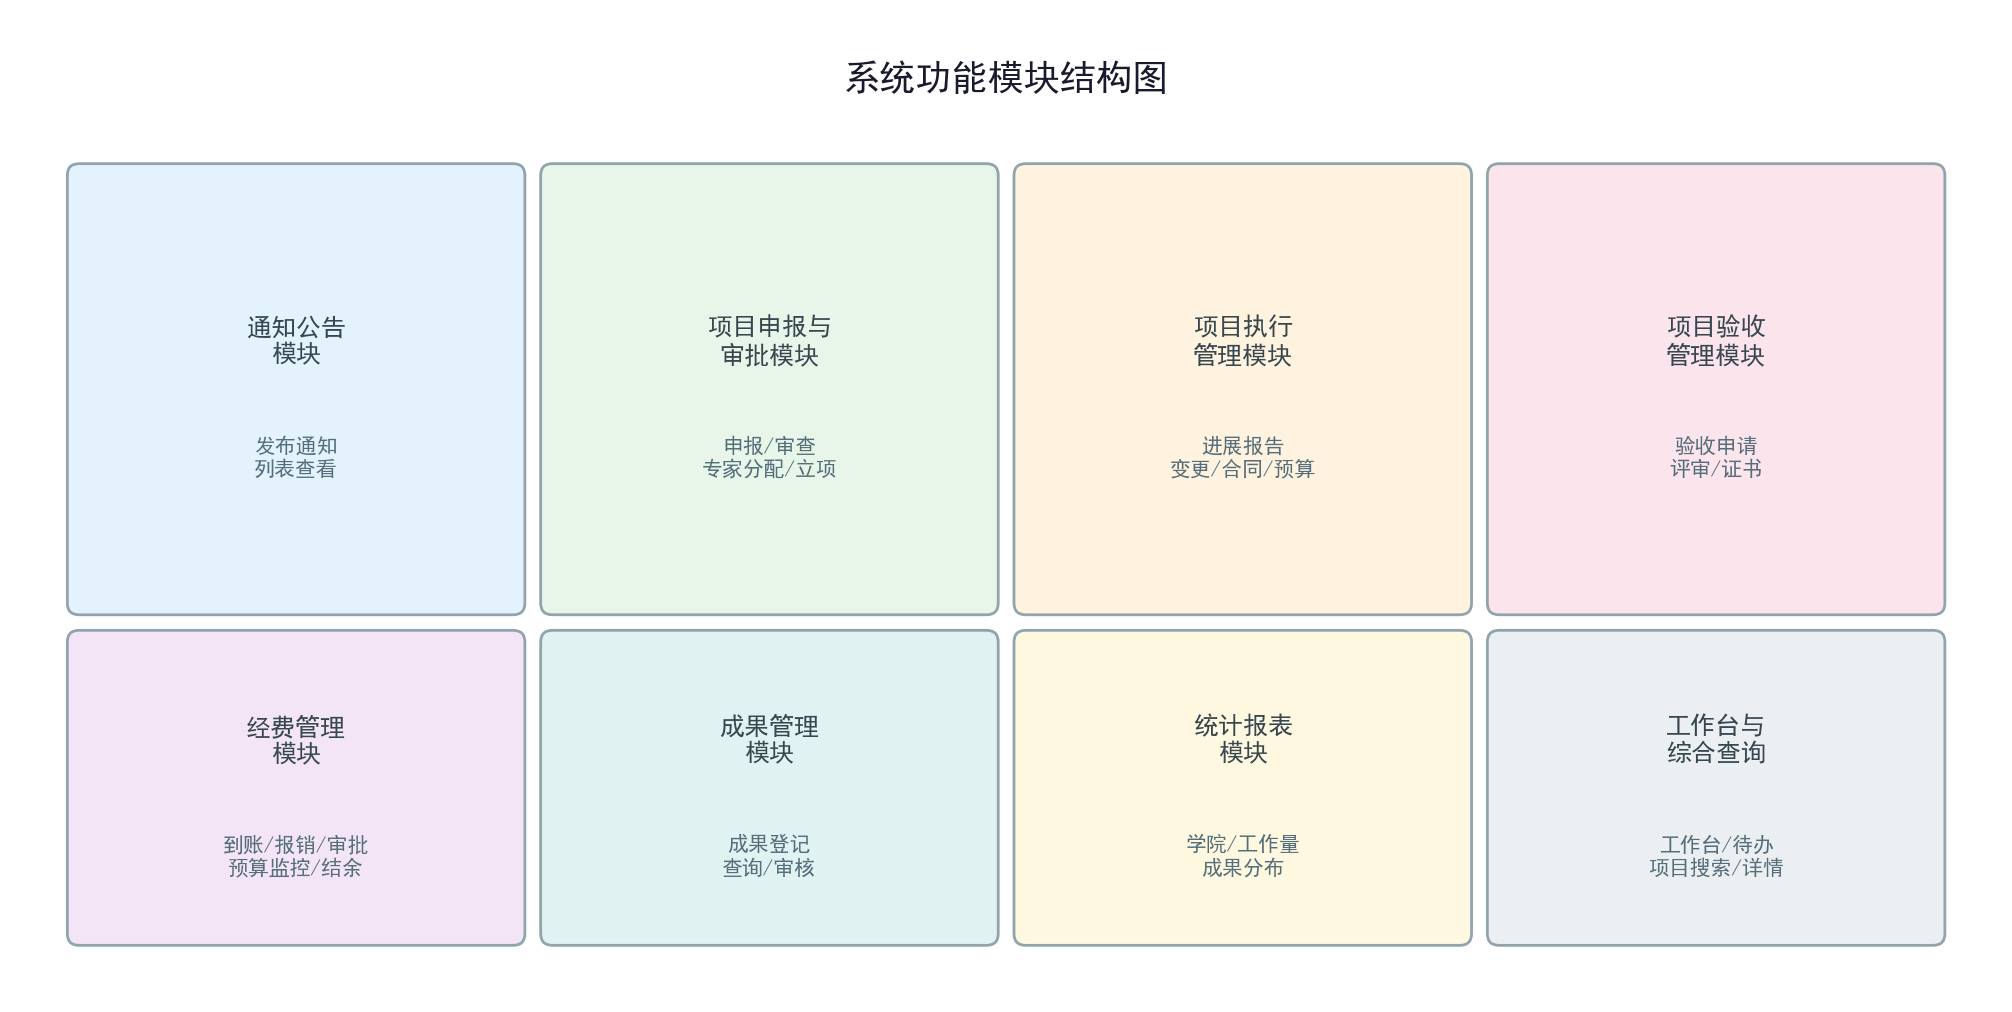 系统功能模块结构图
通知公告
模块
发布通知
列表查看
项目申报与
审批模块
申报/审查
专家分配/立项
项目执行
管理模块
进展报告
变更/合同/预算
项目验收
管理模块
验收申请
评审/证书
经费管理
模块
到账/报销/审批
预算监控/结余
成果管理
模块
成果登记
查询/审核
统计报表
模块
学院/工作量
成果分布
工作台与
综合查询
工作台/待办
项目搜索/详情